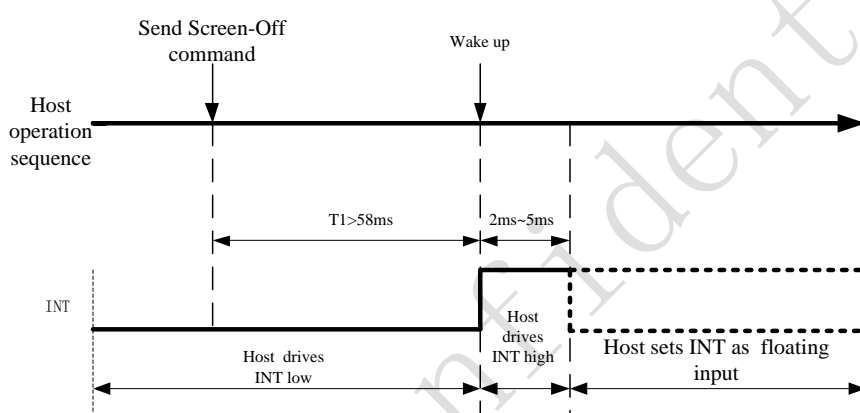 Send Screen-Off
command
Wake up
Host
operation
sequence
T1>58ms
2ms~5ms
INT
Host drives
INT low
Host
drives
INT high
Host sets INT as floating
input
nfident